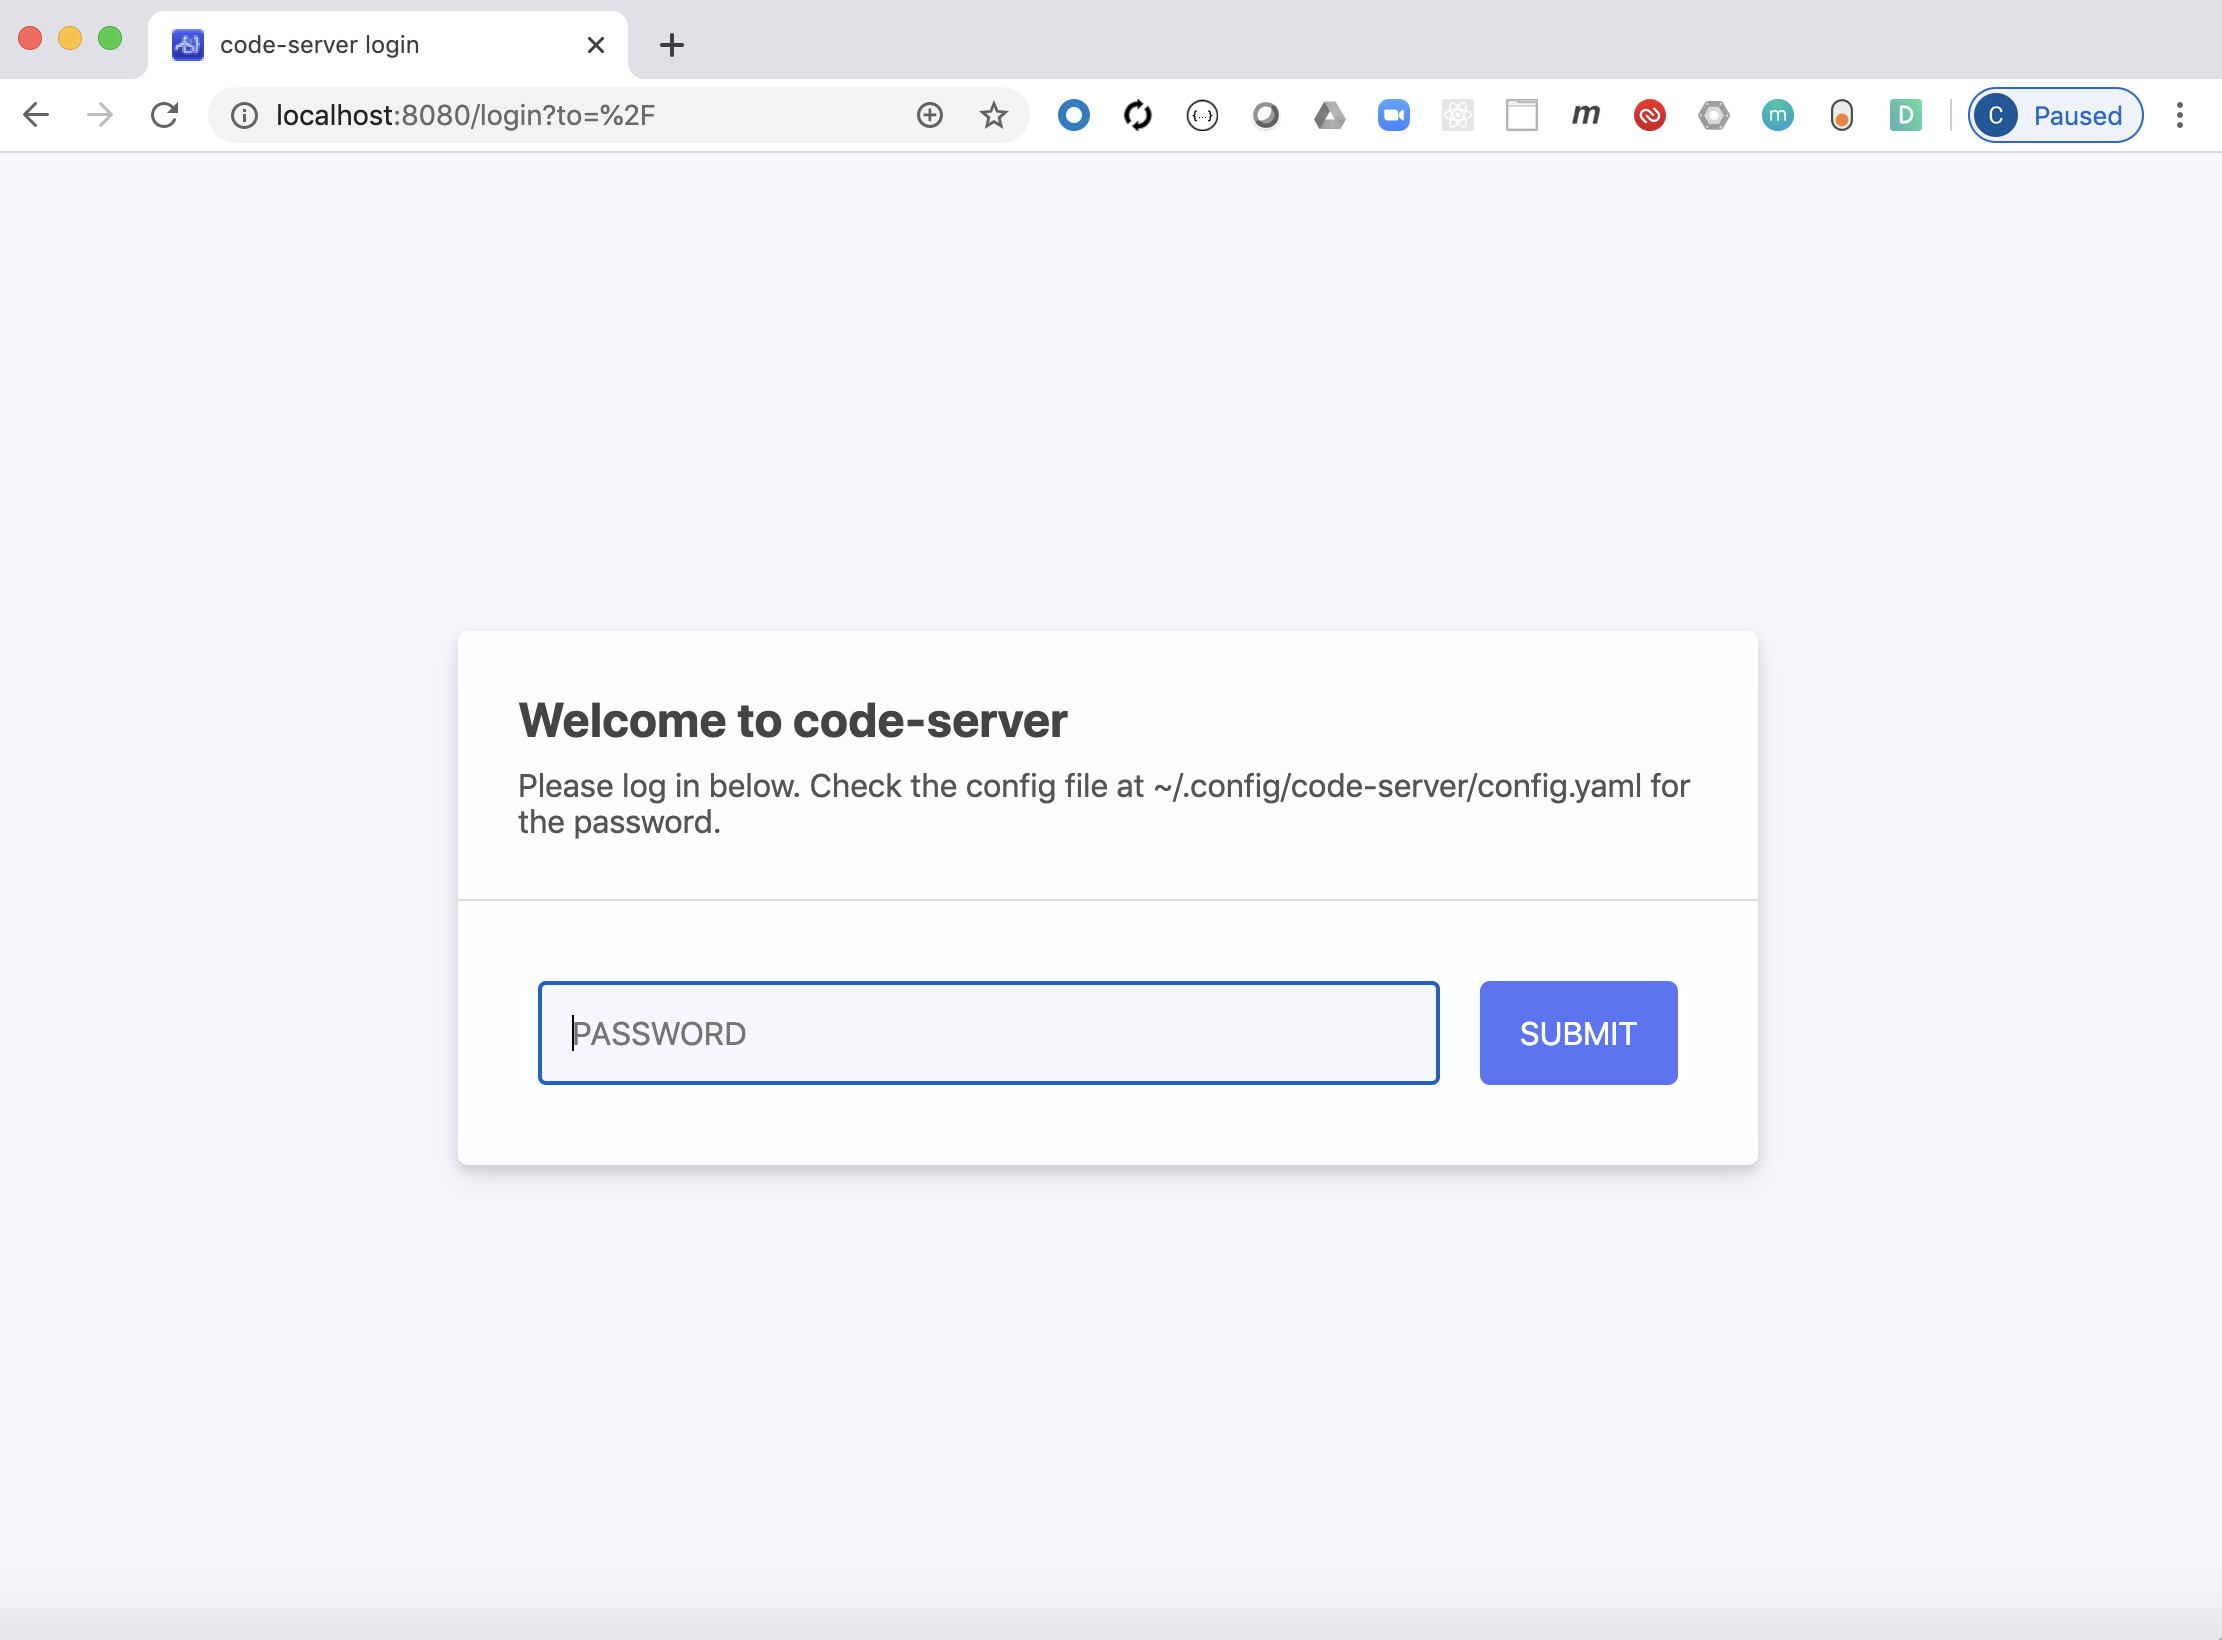 code-server login
localhost:8080/login?to=%2F
{...}
m
m
D
C
Paused
Welcome to code-server
Please log in below. Check the config file at ~/.config/code-server/config.yaml for
the password.
PASSWORD
SUBMIT